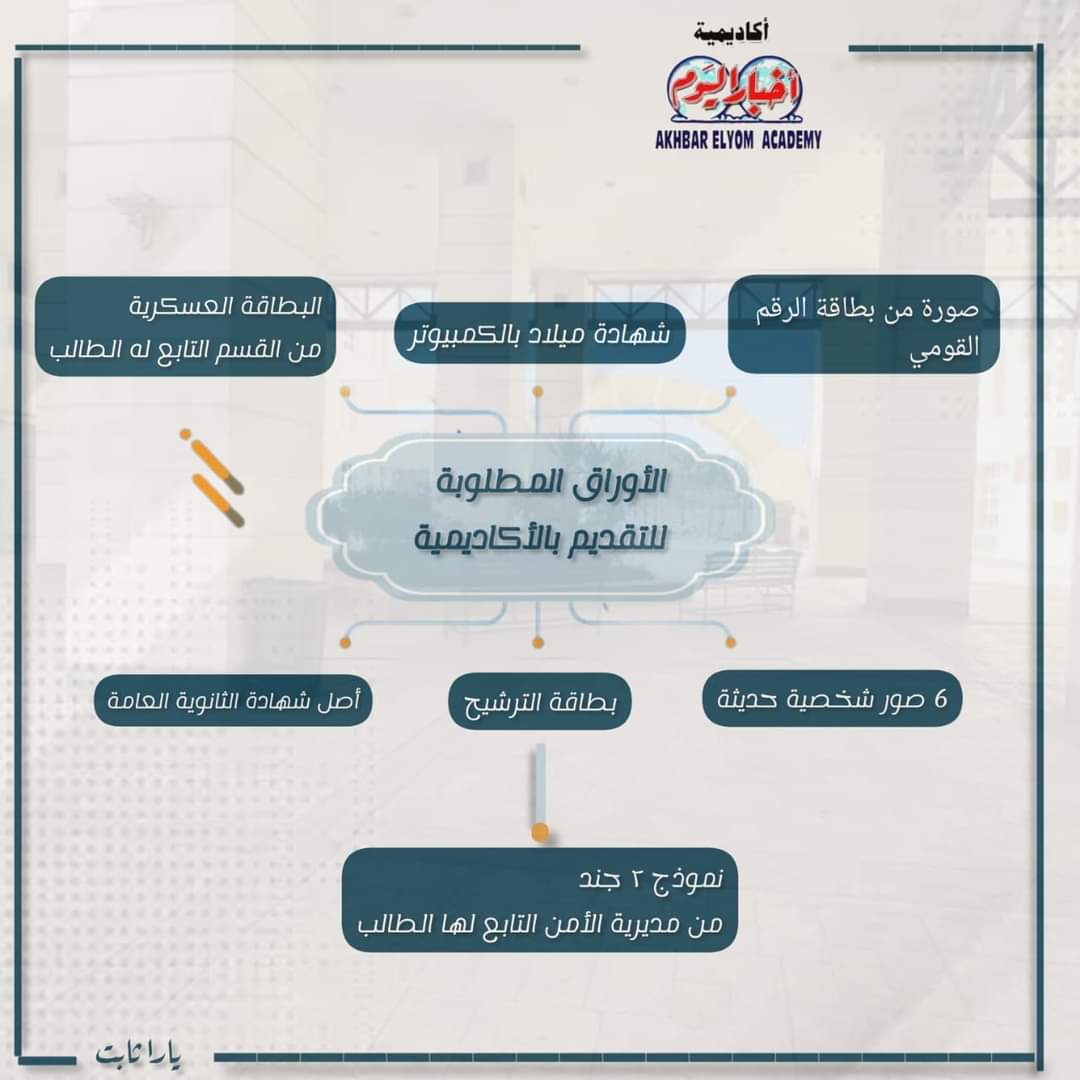 أكاديمية
أخبار اليوم
AKHBAR ELYOM ACADEMY
صورة من بطاقة الرقم
القومي
شهادة ميلاد بالكمبيوتر
البطاقة العسكرية
من القسم التابع له الطالب
الأوراق المطلوبة
للتقديم بالأكاديمية
6 صور شخصية حديثة
بطاقة الترشيح
أصل شهادة الثانوية العامة
نموذج ٢ جند
من مديرية الأمن التابع لها الطالب
يارا ثابت